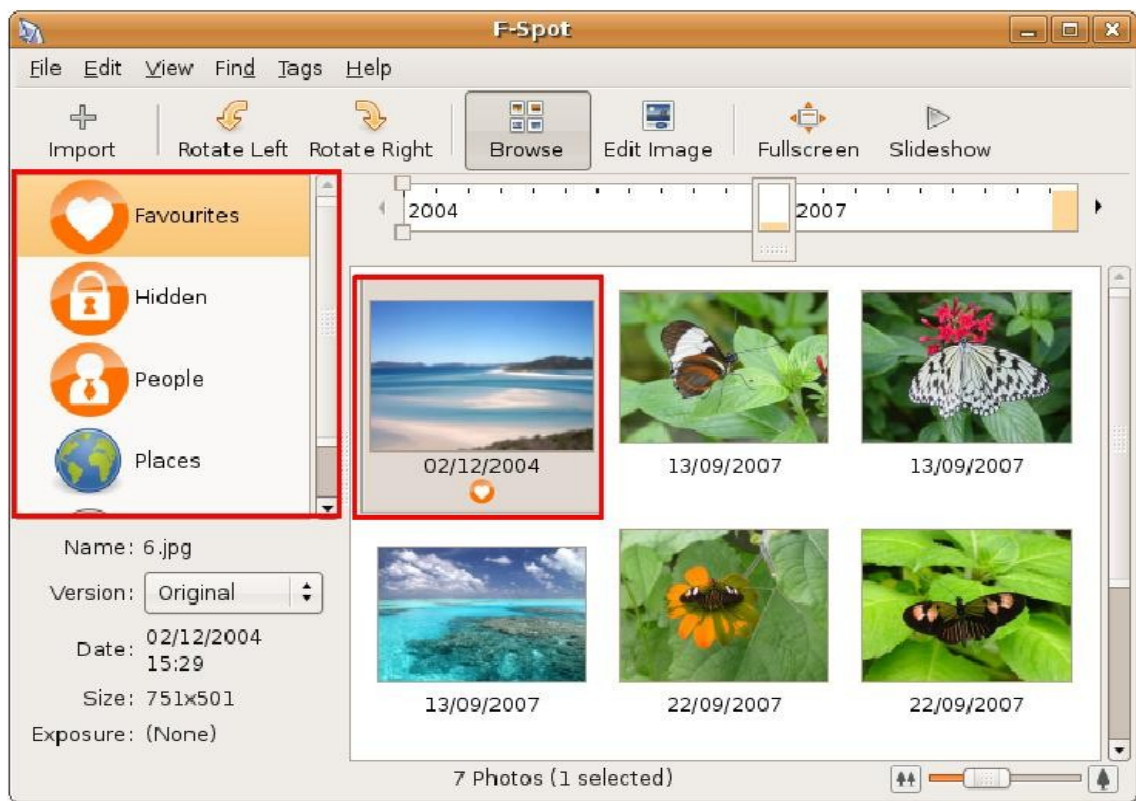 F-Spot
File Edit View Find Tags Help
Import Rotate Left Rotate Right Browse Edit Image Fullscreen Slideshow
Favourites
Hidden
People
Places
2004 2007
02/12/2004 13/09/2007 13/09/2007
13/09/2007 22/09/2007 22/09/2007
Name: 6.jpg
Version: Original
Date: 02/12/2004
15:29
Size: 751x501
Exposure: (None)
7 Photos (1 selected)